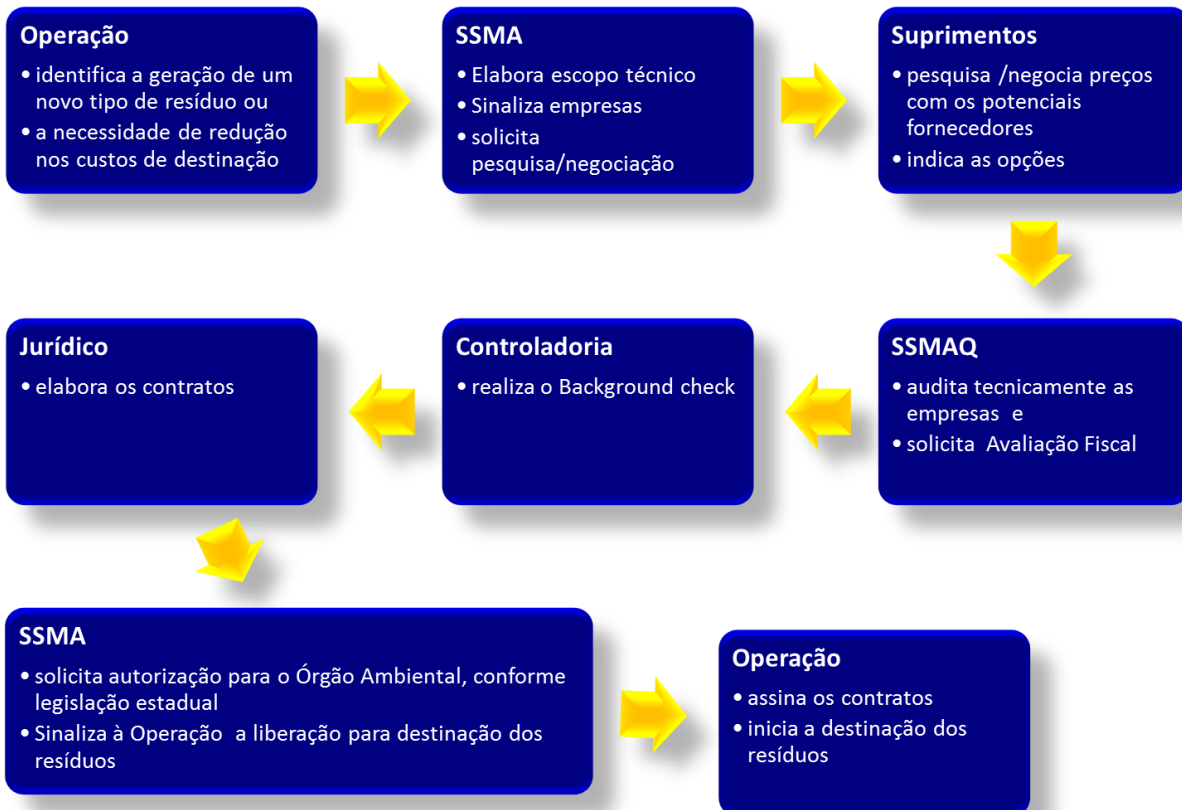 Operação
• identifica a geração de um
novo tipo de resíduo ou
• a necessidade de redução
nos custos de destinação
SSMA
• Elabora escopo técnico
• Sinaliza empresas
• solicita
pesquisa/negociação
Suprimentos
• pesquisa /negocia preços
com os potenciais
fornecedores
• indica as opções
Jurídico
• elabora os contratos
Controladoria
• realiza o Background check
SSMAQ
• audita tecnicamente as
empresas e
• solicita Avaliação Fiscal
SSMA
• solicita autorização para o Órgão Ambiental, conforme
legislação estadual
• Sinaliza à Operação a liberação para destinação dos
resíduos
Operação
• assina os contratos
• inicia a destinação dos
resíduos